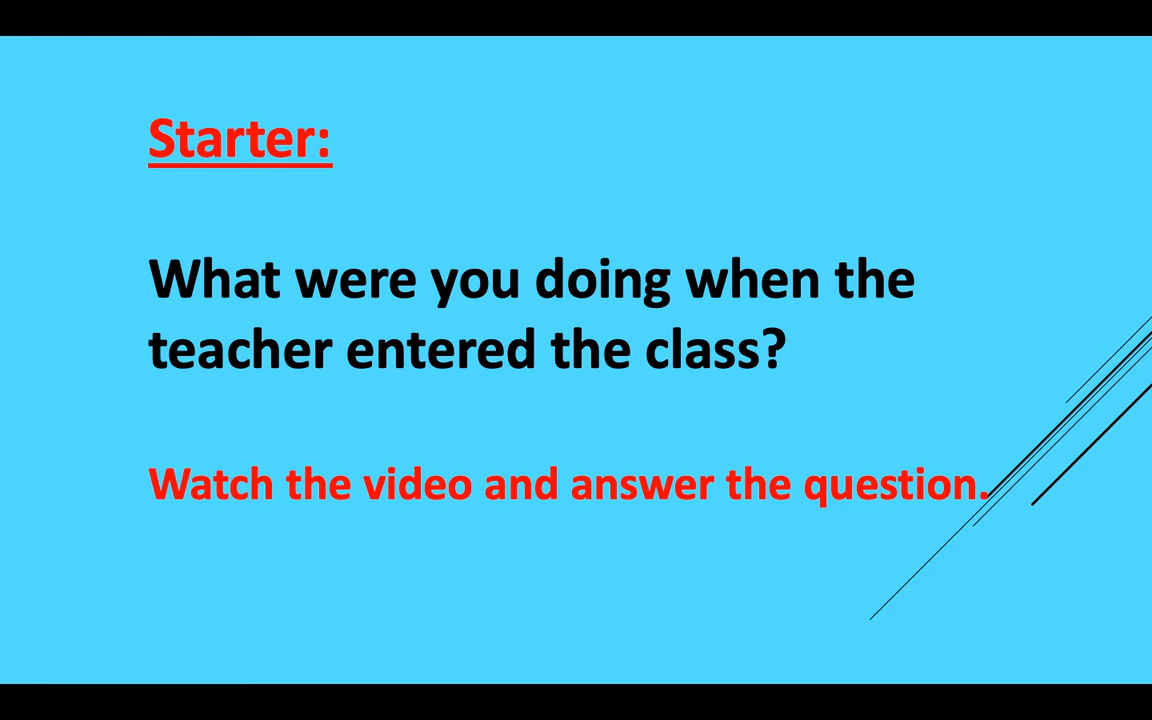 Starter:
What were you doing when the
teacher entered the class?
Watch the video and answer the question.